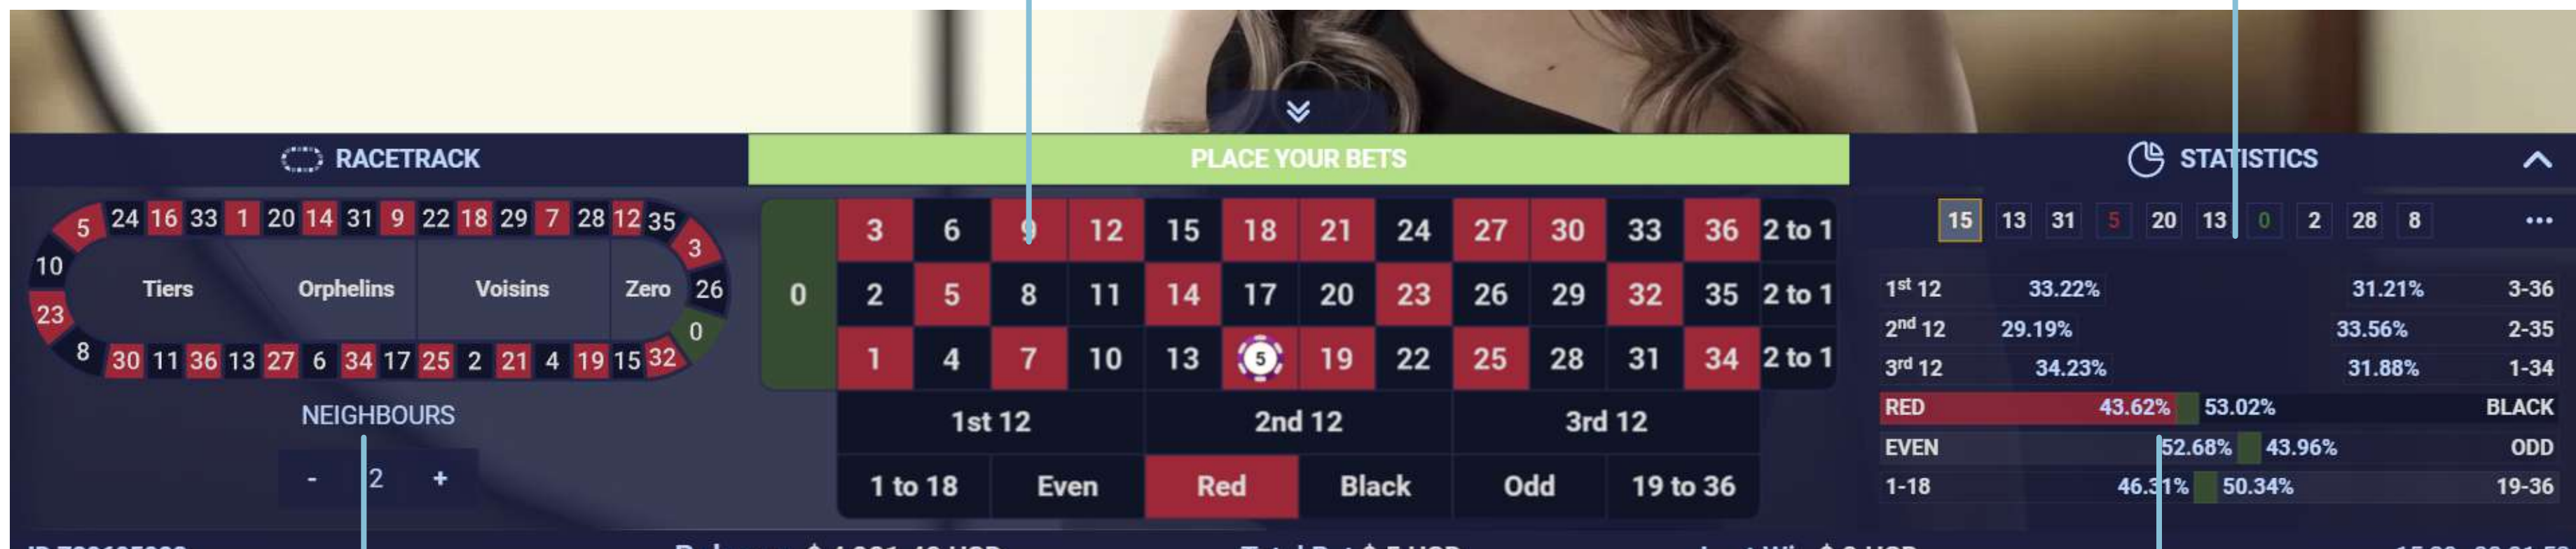 RACETRACK
PLACE YOUR BETS
STATISTICS
5 24 16 33 1 20 14 31 9 22 18 29 7 28 12 35 3
10 Tiers Orphelins Voisins Zero 26
23 0
8 30 11 36 13 27 6 34 17 25 2 21 4 19 15 32
NEIGHBOURS
- 2 +
0
3 6 9 12 15 18 21 24 27 30 33 36 2 to 1
2 5 8 11 14 17 20 23 26 29 32 35 2 to 1
1 4 7 10 13 5 19 22 25 28 31 34 2 to 1
1st 12 2nd 12 3rd 12
1 to 18 Even Red Black Odd 19 to 36
15 13 31 5 20 13 0 2 28 8 ...
1st 12 33.22% 31.21% 3-36
2nd 12 29.19% 33.56% 2-35
3rd 12 34.23% 31.88% 1-34
RED 43.62% 53.02% BLACK
EVEN 52.68% 43.96% ODD
1-18 46.31% 50.34% 19-36